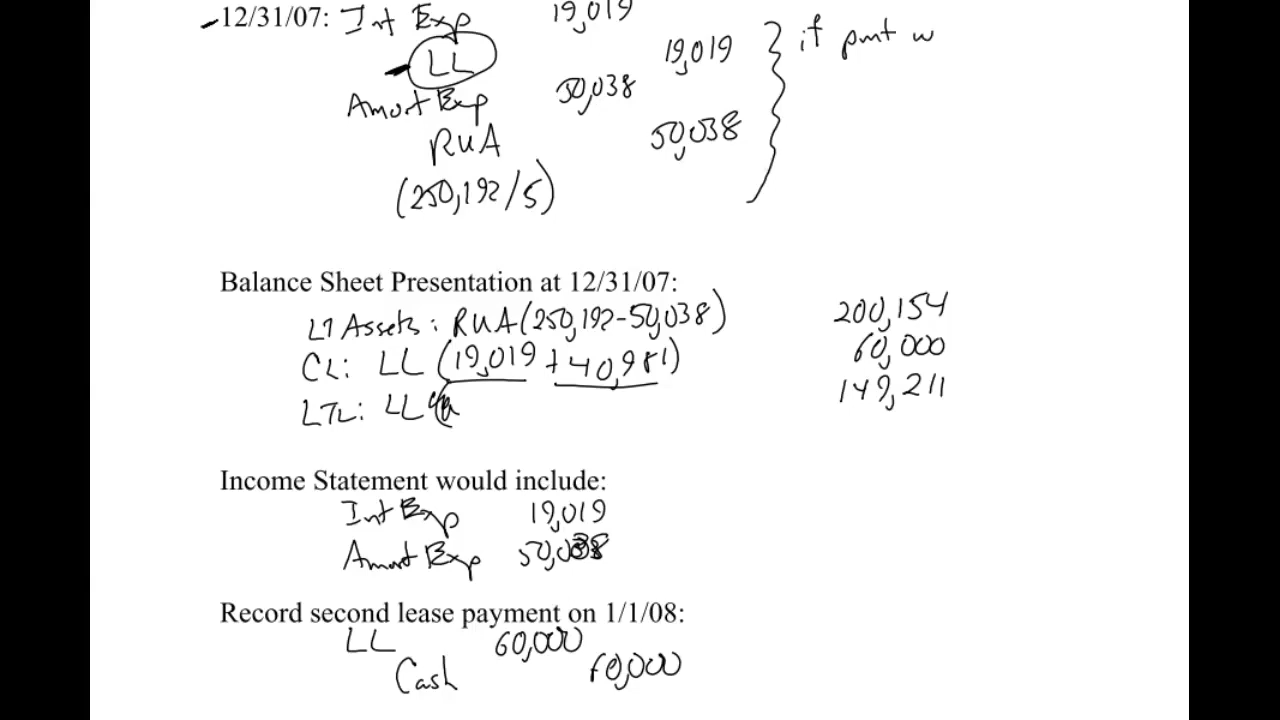 12/31/07: Int Exp 19,019
LL 19,019 } if pmt w
Amort Exp 50,038
RUA 50,038
(250,192/5)
Balance Sheet Presentation at 12/31/07:
LT Assets: RUA (250,192-50,038) 200,154
CL: LL (19,019 + 40,981) 60,000
LTL: LL 149,211
Income Statement would include:
Int Exp 19,019
Amort Exp 50,038
Record second lease payment on 1/1/08:
LL 60,000
Cash 60,000